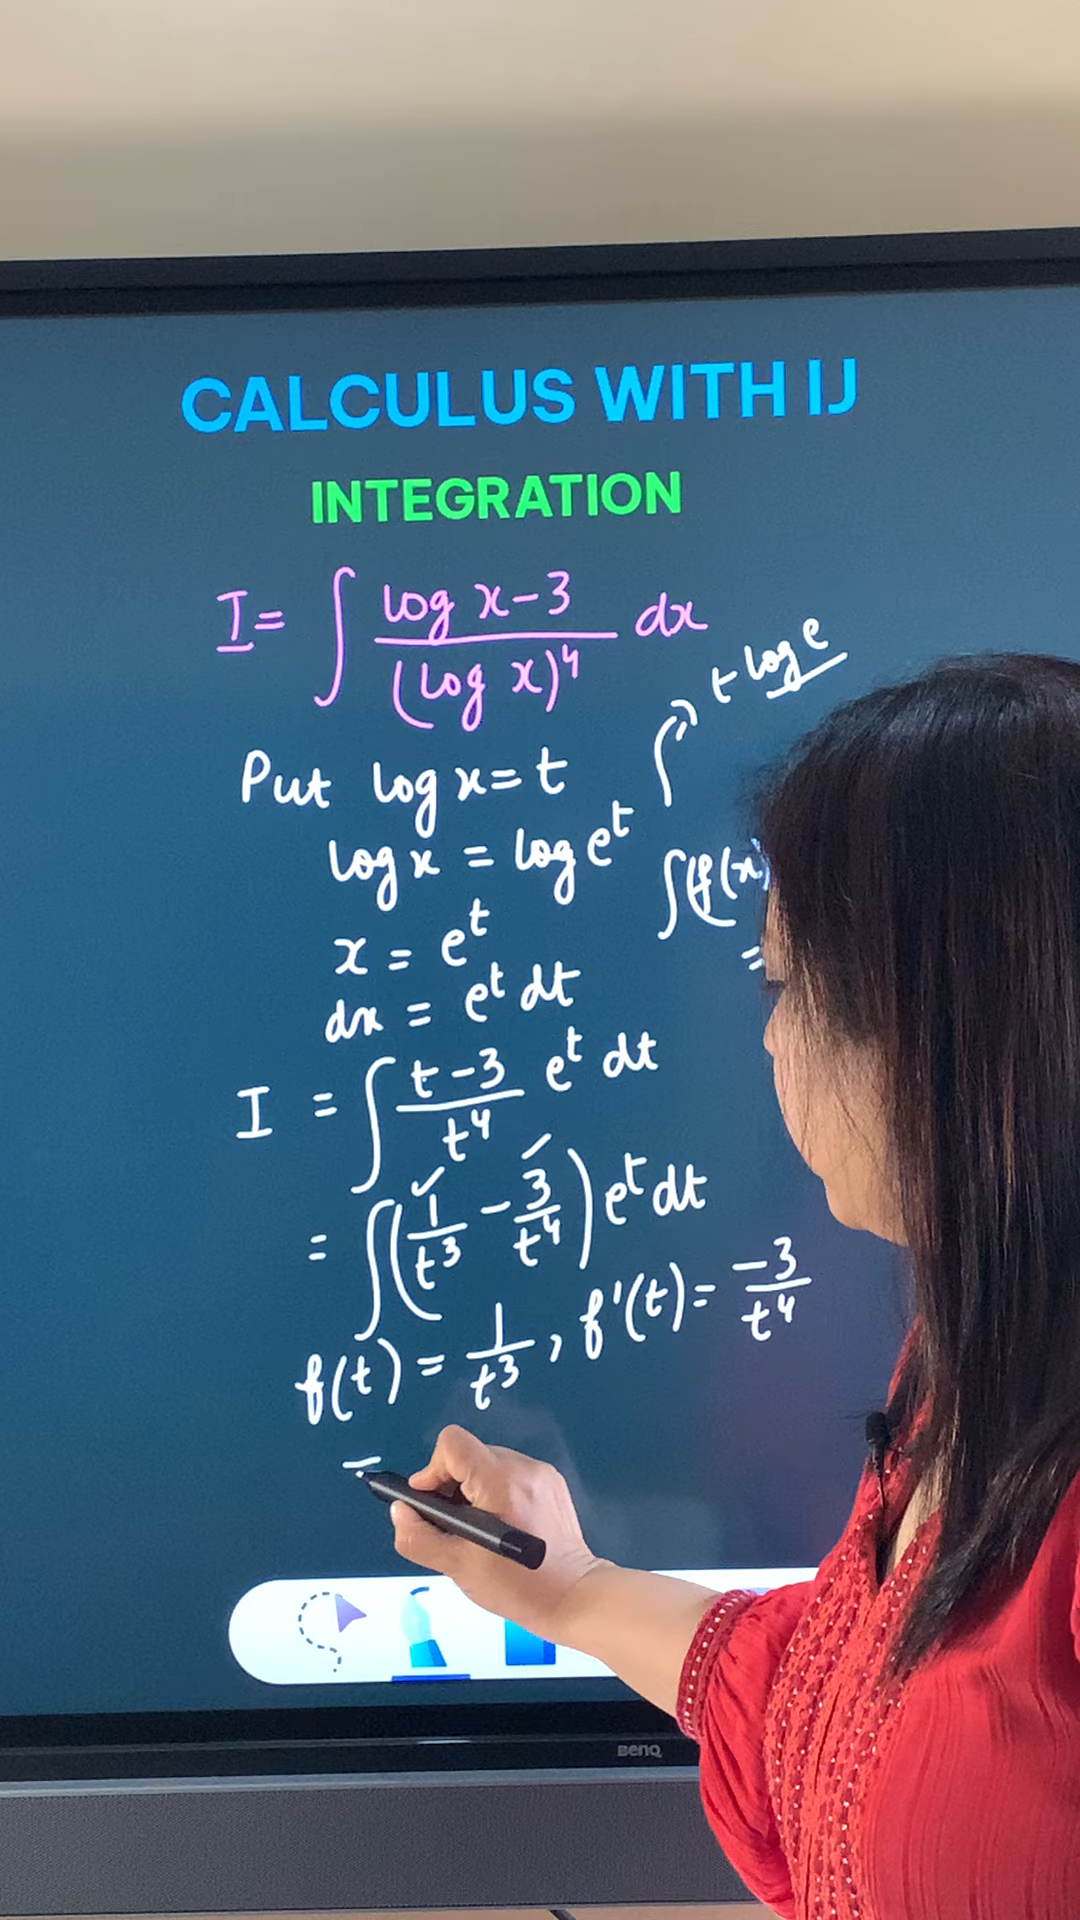 CALCULUS WITH IJ
INTEGRATION
I = ∫ (log x - 3)/(log x)⁴ dx
t log e
Put log x = t
log x = log eᵗ
∫(f(x)
=
x = eᵗ
dx = eᵗ dt
I = ∫ (t - 3)/t⁴ eᵗ dt
= ∫(1/t³ - 3/t⁴) eᵗ dt
f(t) = 1/t³, f'(t) = -3/t⁴
BenQ